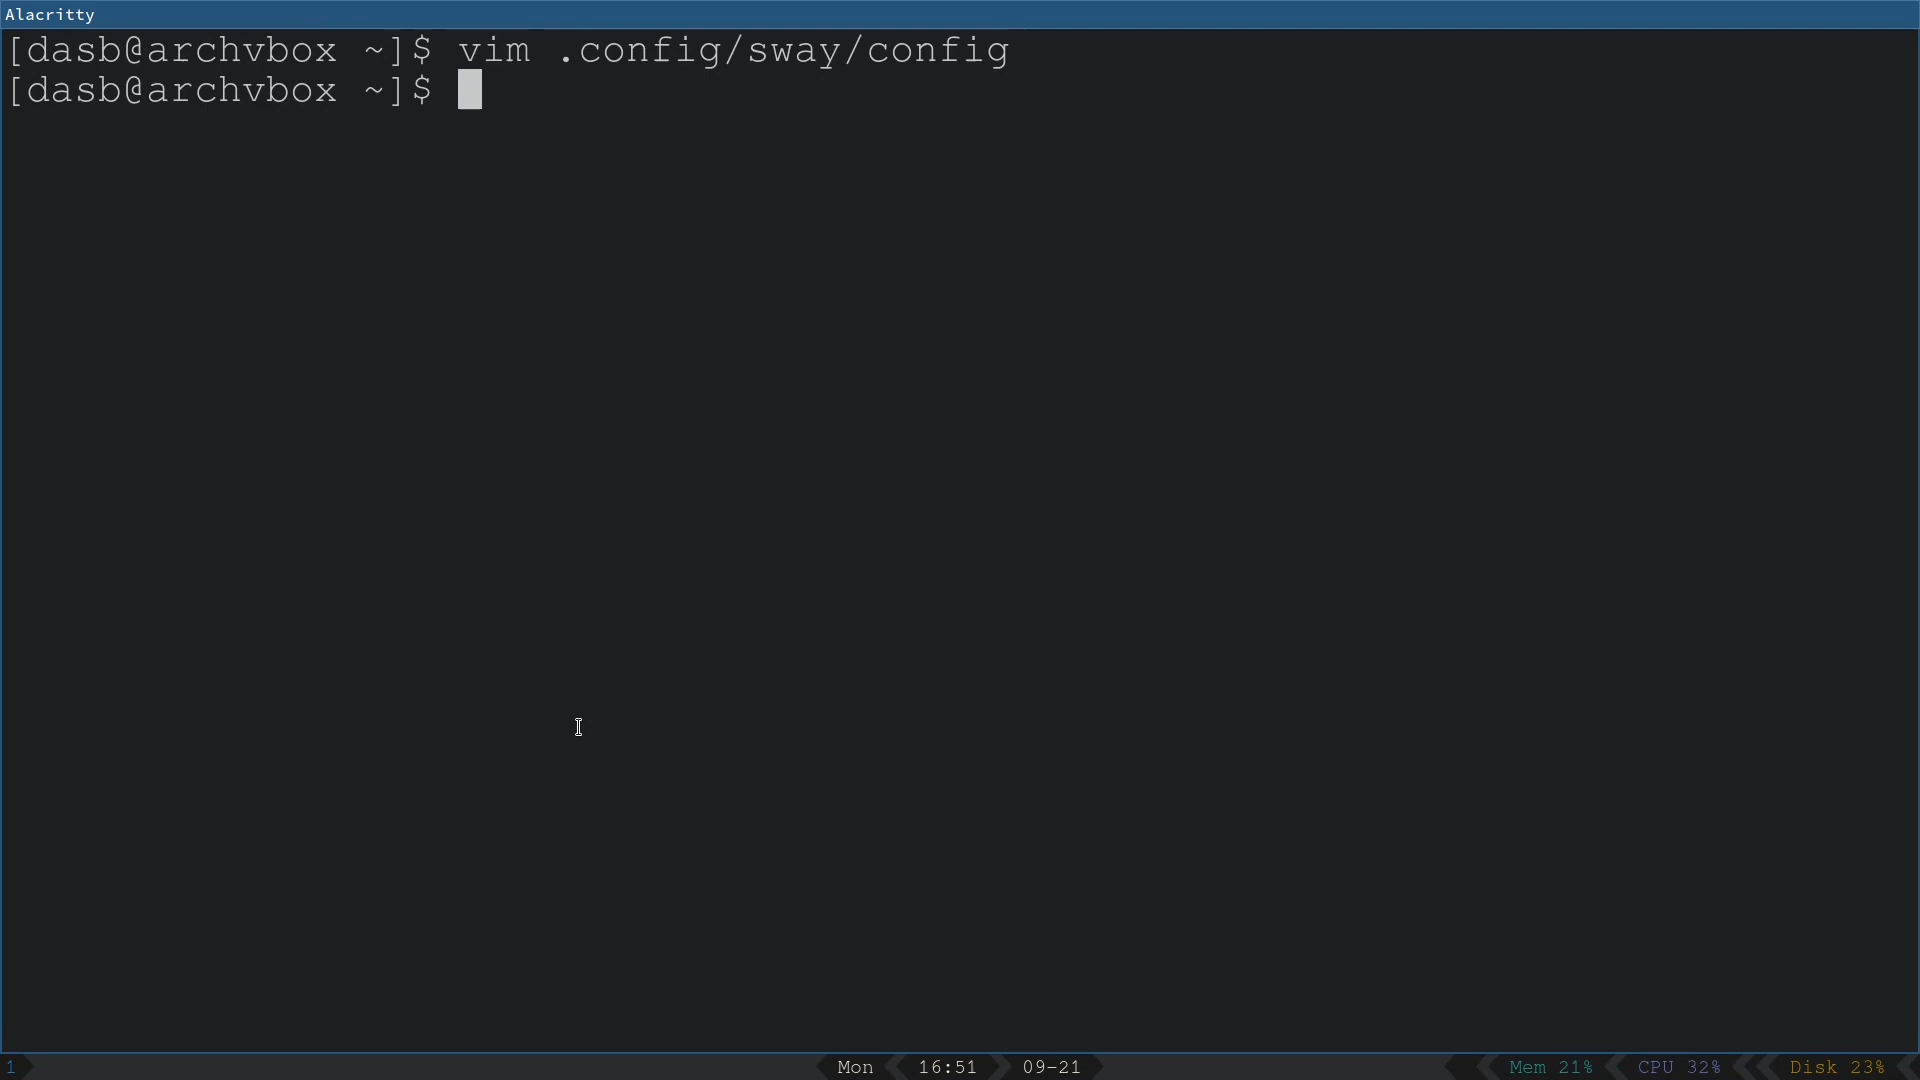 Alacritty
[dasb@archvbox ~]$ vim .config/sway/config
[dasb@archvbox ~]$
1 Mon 16:51 09-21 Mem 21% CPU 32% Disk 23%